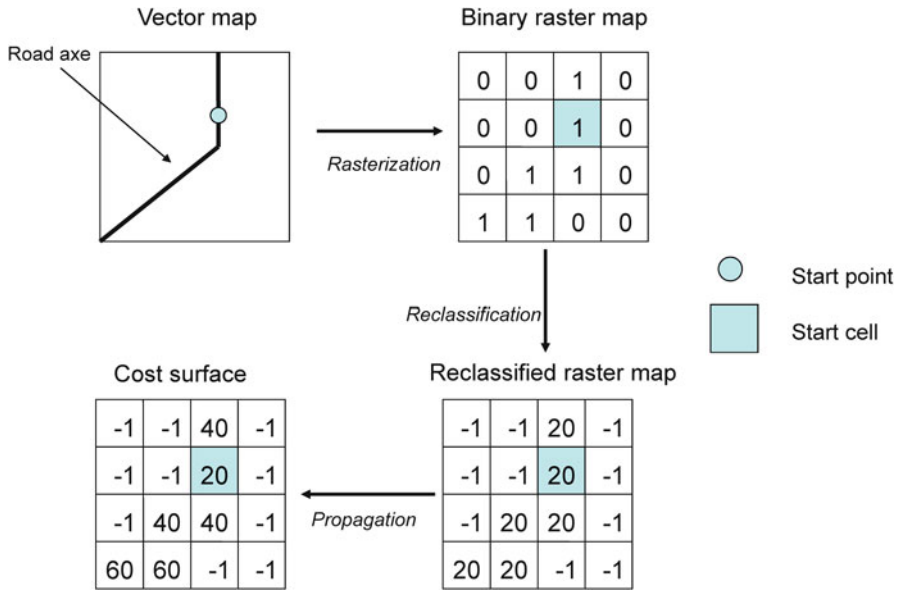 Vector map
Road axe
Rasterization
Binary raster map
0 0 1 0
0 0 1 0
0 1 1 0
1 1 0 0
Start point
Start cell
Reclassification
Reclassified raster map
-1 -1 20 -1
-1 -1 20 -1
-1 20 20 -1
20 20 -1 -1
Propagation
Cost surface
-1 -1 40 -1
-1 -1 20 -1
-1 40 40 -1
60 60 -1 -1